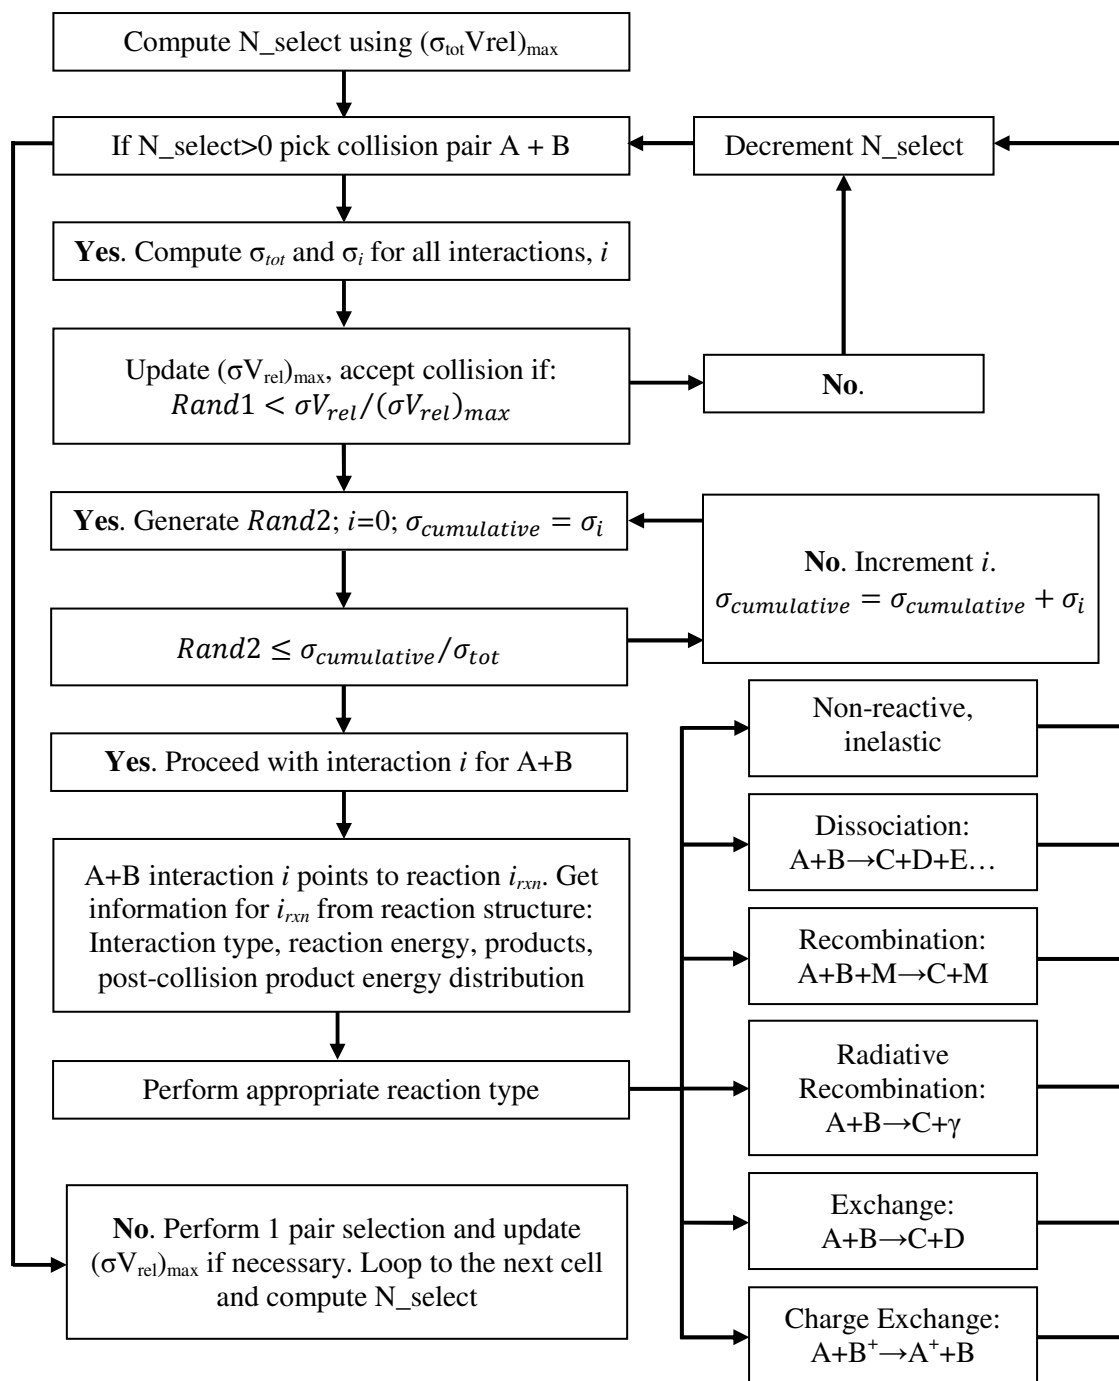 Compute N_select using (σtotVrel)max
If N_select>0 pick collision pair A + B
Decrement N_select
Yes. Compute σtot and σi for all interactions, i
Update (σVrel)max, accept collision if:
Rand1 < σVrel/(σVrel)max
No.
Yes. Generate Rand2; i=0; σcumulative = σi
No. Increment i.
σcumulative = σcumulative + σi
Rand2 ≤ σcumulative/σtot
Yes. Proceed with interaction i for A+B
A+B interaction i points to reaction irxn. Get
information for irxn from reaction structure:
Interaction type, reaction energy, products,
post-collision product energy distribution
Perform appropriate reaction type
Non-reactive,
inelastic
Dissociation:
A+B→C+D+E…
Recombination:
A+B+M→C+M
Radiative
Recombination:
A+B→C+γ
Exchange:
A+B→C+D
Charge Exchange:
A+B⁺→A⁺+B
No. Perform 1 pair selection and update
(σVrel)max if necessary. Loop to the next cell
and compute N_select